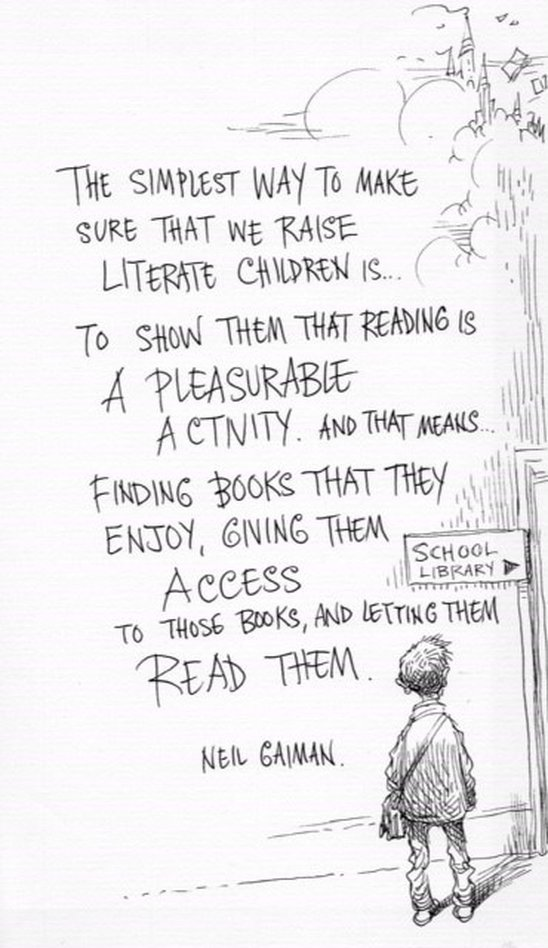 THE SIMPLEST WAY TO MAKE
SURE THAT WE RAISE
LITERATE CHILDREN IS...
TO SHOW THEM THAT READING IS
A PLEASURABLE
ACTIVITY. AND THAT MEANS...
FINDING BOOKS THAT THEY
ENJOY, GIVING THEM
ACCESS
TO THOSE BOOKS, AND LETTING THEM
READ THEM.
NEIL GAIMAN.
SCHOOL
LIBRARY